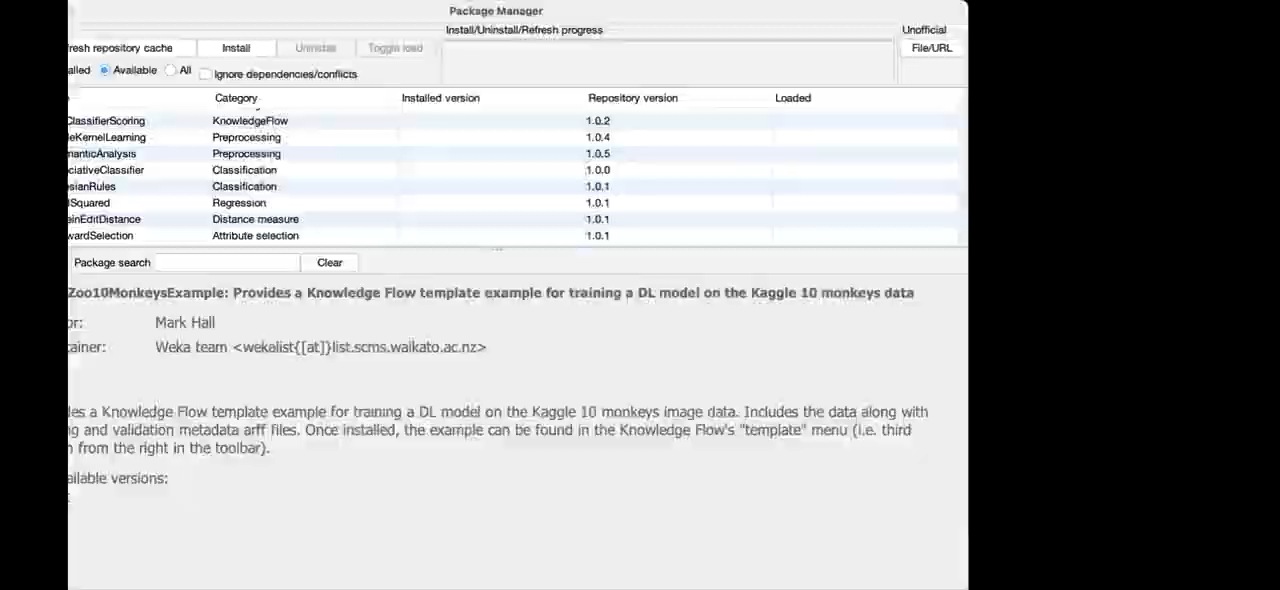 Package Manager
Install/Uninstall/Refresh progress
Unofficial
resh repository cache Install Uninstall Toggle load File/URL
alled Available All Ignore dependencies/conflicts
Category Installed version Repository version Loaded
ClassifierScoring KnowledgeFlow 1.0.2
leKernelLearning Preprocessing 1.0.4
manticAnalysis Preprocessing 1.0.5
ciativeClassifier Classification 1.0.0
esianRules Classification 1.0.1
lSquared Regression 1.0.1
einEditDistance Distance measure 1.0.1
wardSelection Attribute selection 1.0.1
Package search Clear
Zoo10MonkeysExample: Provides a Knowledge Flow template example for training a DL model on the Kaggle 10 monkeys data
or: Mark Hall
tainer: Weka team <wekalist{[at]}list.scms.waikato.ac.nz>
des a Knowledge Flow template example for training a DL model on the Kaggle 10 monkeys image data. Includes the data along with
ng and validation metadata arff files. Once installed, the example can be found in the Knowledge Flow's "template" menu (i.e. third
n from the right in the toolbar).
ailable versions: